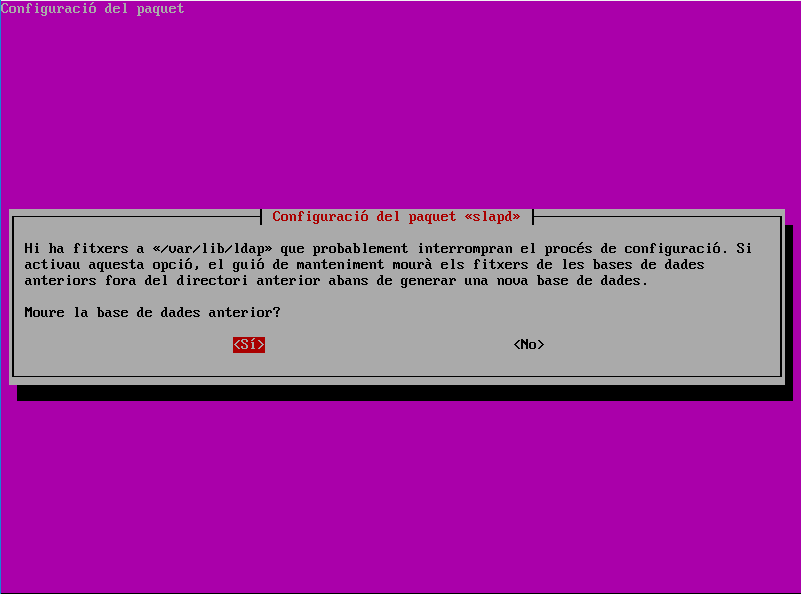 Configuració del paquet
Configuració del paquet «slapd»
Hi ha fitxers a «/var/lib/ldap» que probablement interrompran el procés de configuració. Si
activau aquesta opció, el guió de manteniment mourà els fitxers de les bases de dades
anteriors fora del directori anterior abans de generar una nova base de dades.
Moure la base de dades anterior?
<Sí> <No>